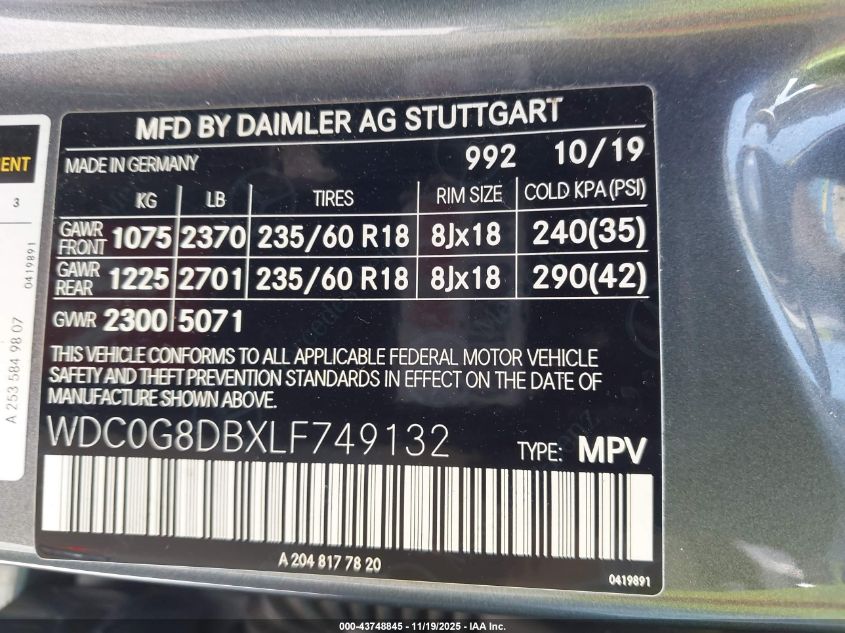 MFD BY DAIMLER AG STUTTGART
MADE IN GERMANY 992 10/19
KG LB TIRES RIM SIZE COLD KPA (PSI)
GAWR FRONT 1075 2370 235/60 R18 8Jx18 240(35)
GAWR REAR 1225 2701 235/60 R18 8Jx18 290(42)
GVWR 2300 5071
THIS VEHICLE CONFORMS TO ALL APPLICABLE FEDERAL MOTOR VEHICLE
SAFETY AND THEFT PREVENTION STANDARDS IN EFFECT ON THE DATE OF
MANUFACTURE SHOWN ABOVE.
WDC0G8DBXLF749132 TYPE: MPV
A 204 817 78 20
0419891
ENT
3
0419891
A 253 584 98 07
000-43748845 - 11/19/2025 - IAA Inc.